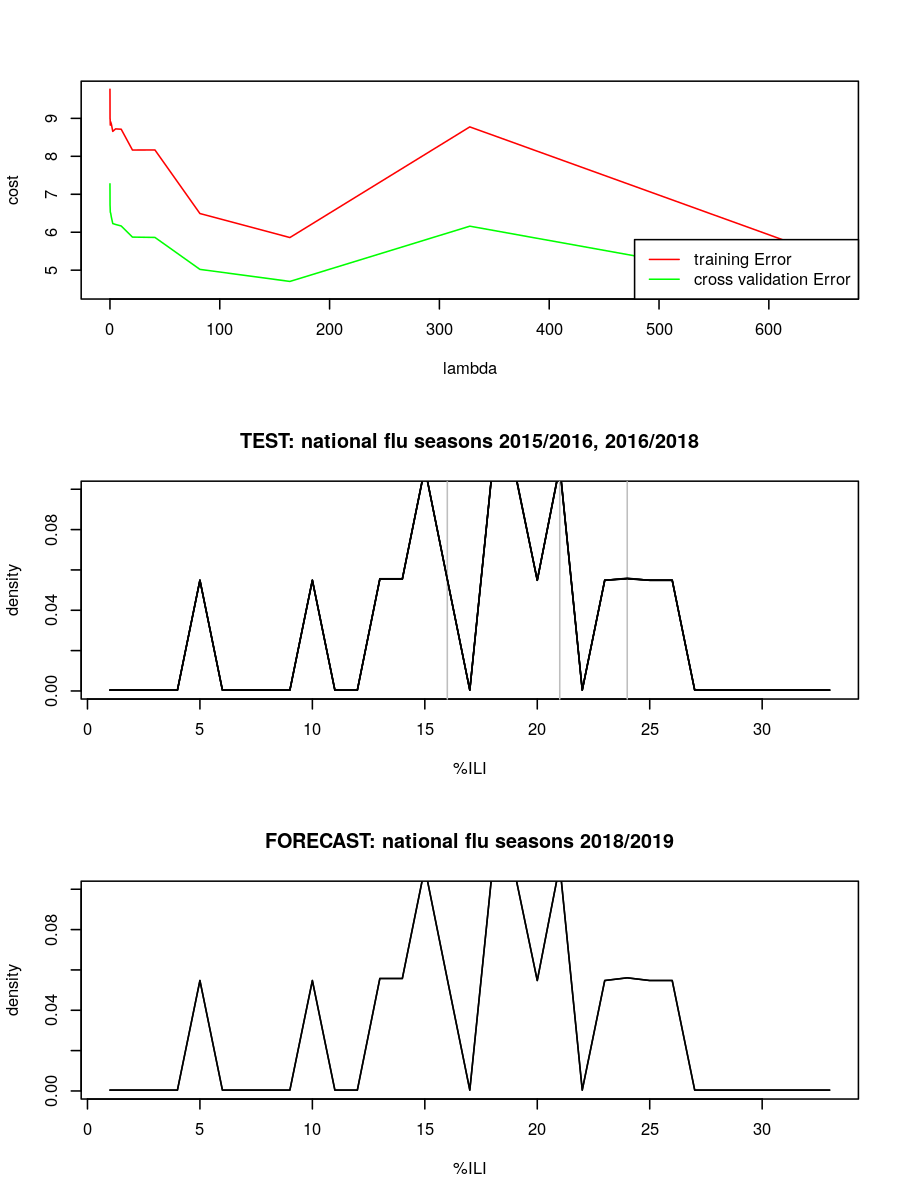 cost
9
8
7
6
5
training Error
cross validation Error
0 100 200 300 400 500 600
lambda
TEST: national flu seasons 2015/2016, 2016/2018
density
0.08
0.04
0.00
0 5 10 15 20 25 30
%ILI
FORECAST: national flu seasons 2018/2019
density
0.08
0.04
0.00
0 5 10 15 20 25 30
%ILI